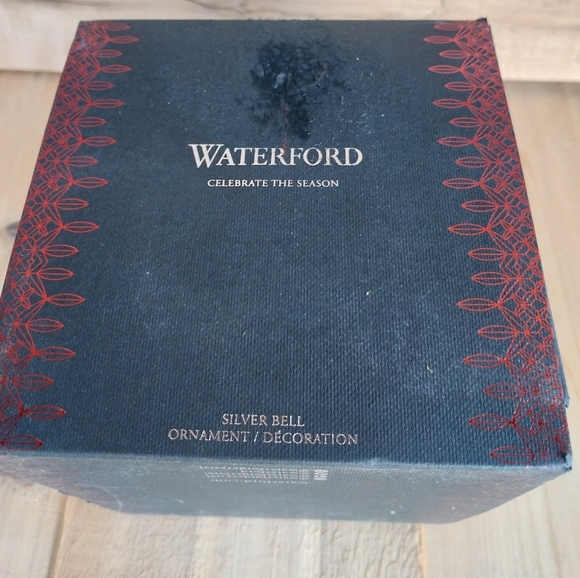 WATERFORD
CELEBRATE THE SEASON
SILVER BELL
ORNAMENT / DÉCORATION